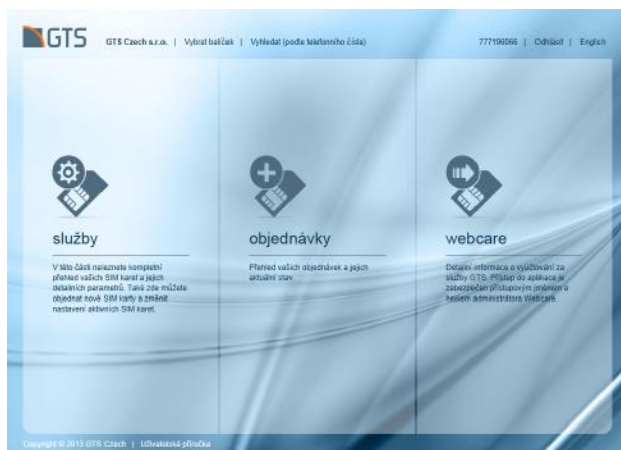 GTS
GTS Czech s.r.o. | Vybrat balíček | Vyhledat (podle telefonního čísla)
777196066 | Odhlásit | English
služby
V této části naleznete kompletní
přehled vašich SIM karet a jejich
detailních parametrů. Také zde můžete
objednat nové SIM karty a změnit
nastavení aktivních SIM karet.
objednávky
Přehled vašich objednávek a jejich
aktuální stav.
webcare
Detailní informace o vyúčtování za
služby GTS. Přístup do aplikace je
zabezpečen přístupovým jménem a
heslem administrátora Webcare.
Copyright © 2013 GTS Czech | Uživatelská příručka